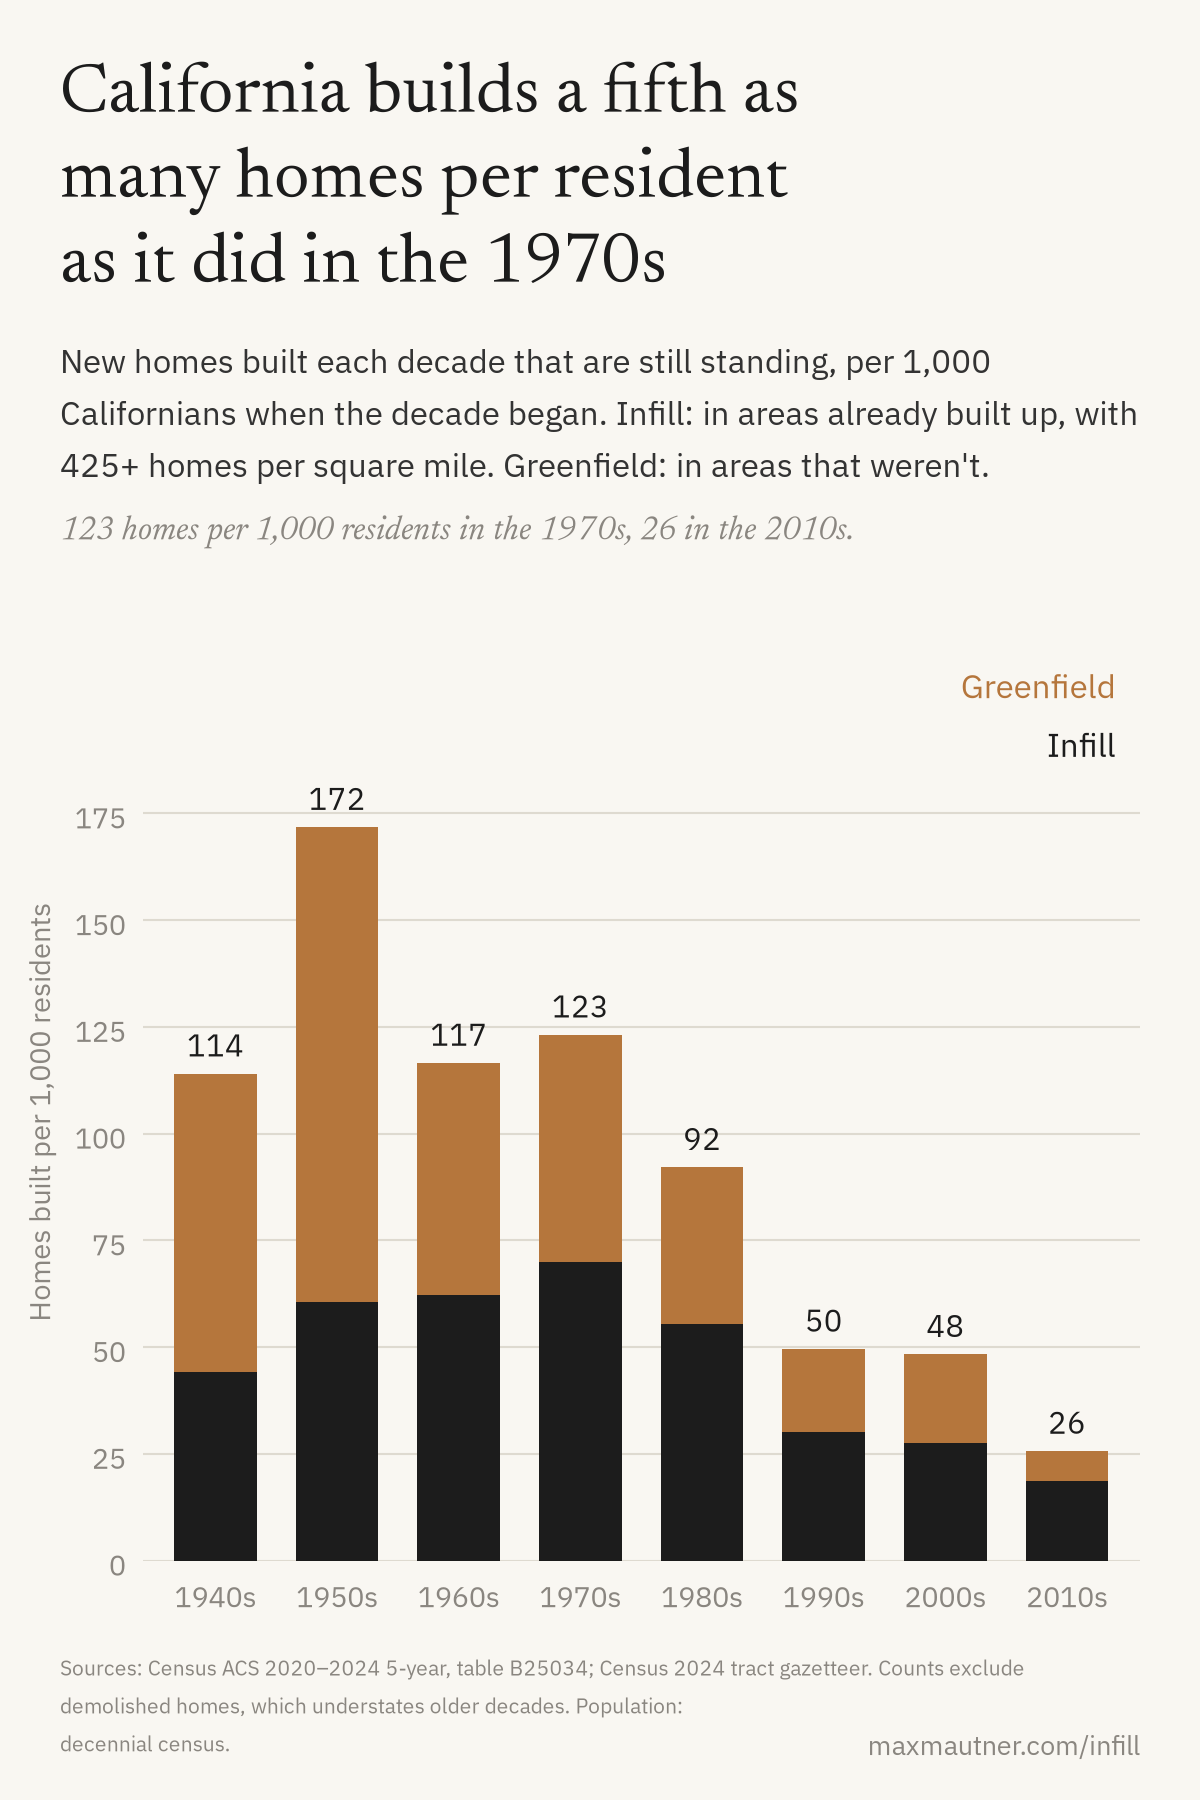 California builds a fifth as
many homes per resident
as it did in the 1970s
New homes built each decade that are still standing, per 1,000
Californians when the decade began. Infill: in areas already built up, with
425+ homes per square mile. Greenfield: in areas that weren't.
123 homes per 1,000 residents in the 1970s, 26 in the 2010s.
Greenfield
Infill
Homes built per 1,000 residents
175
150
125
100
75
50
25
0
114
172
117
123
92
50
48
26
1940s 1950s 1960s 1970s 1980s 1990s 2000s 2010s
Sources: Census ACS 2020–2024 5-year, table B25034; Census 2024 tract gazetteer. Counts exclude
demolished homes, which understates older decades. Population:
decennial census.
maxmautner.com/infill